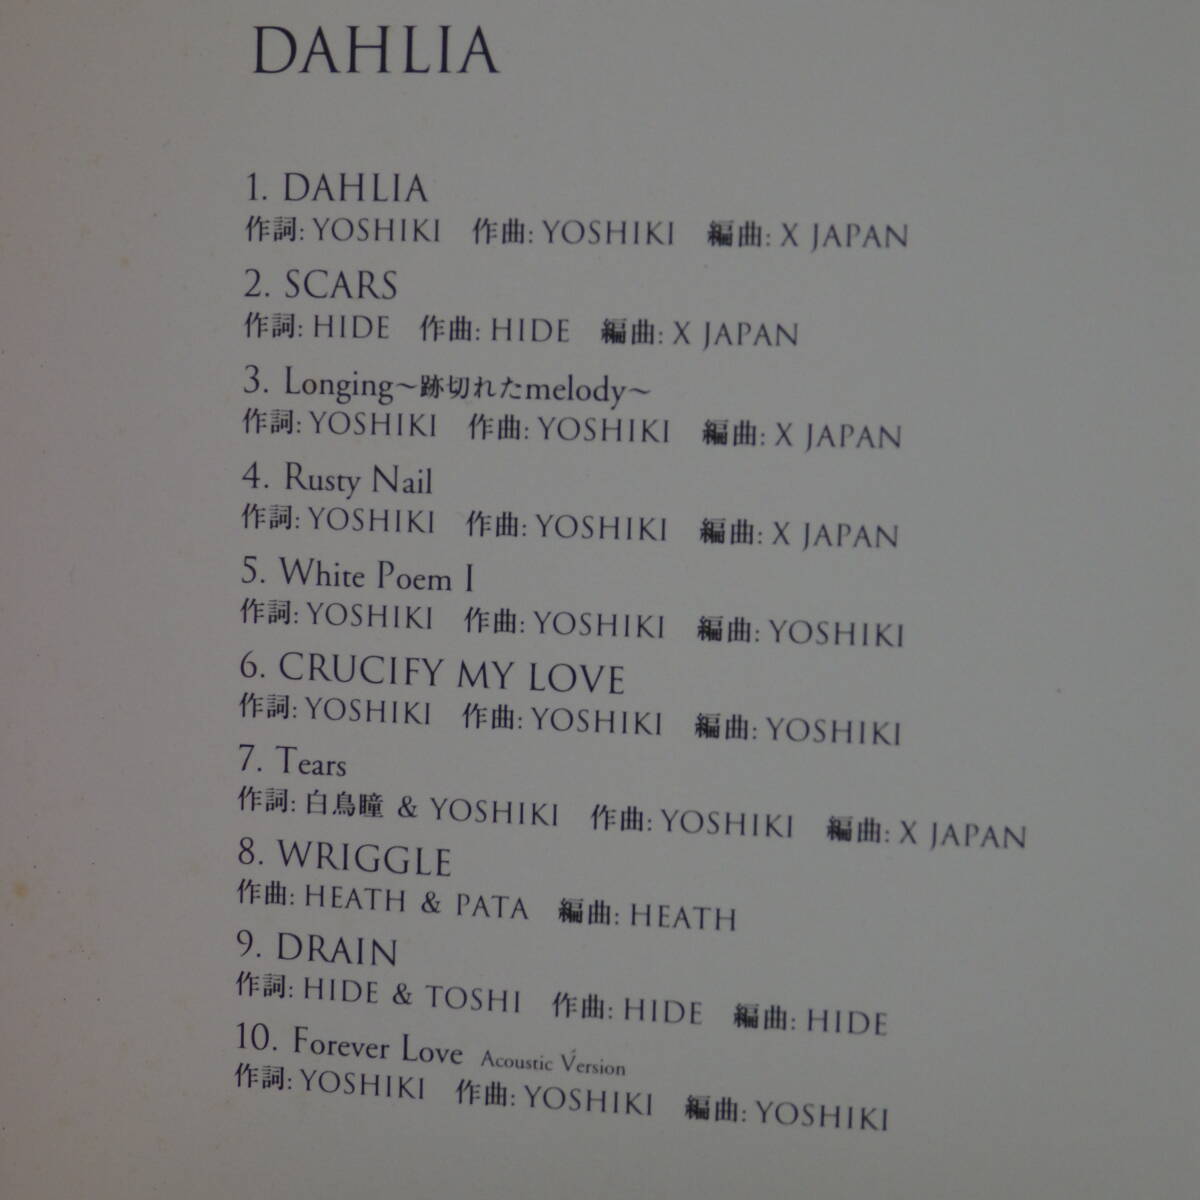 DAHLIA
1. DAHLIA
作詞: YOSHIKI 作曲: YOSHIKI 編曲: X JAPAN
2. SCARS
作詞: HIDE 作曲: HIDE 編曲: X JAPAN
3. Longing〜跡切れたmelody〜
作詞: YOSHIKI 作曲: YOSHIKI 編曲: X JAPAN
4. Rusty Nail
作詞: YOSHIKI 作曲: YOSHIKI 編曲: X JAPAN
5. White Poem I
作詞: YOSHIKI 作曲: YOSHIKI 編曲: YOSHIKI
6. CRUCIFY MY LOVE
作詞: YOSHIKI 作曲: YOSHIKI 編曲: YOSHIKI
7. Tears
作詞: 白鳥瞳 & YOSHIKI 作曲: YOSHIKI 編曲: X JAPAN
8. WRIGGLE
作曲: HEATH & PATA 編曲: HEATH
9. DRAIN
作詞: HIDE & TOSHI 作曲: HIDE 編曲: HIDE
10. Forever Love Acoustic Version
作詞: YOSHIKI 作曲: YOSHIKI 編曲: YOSHIKI